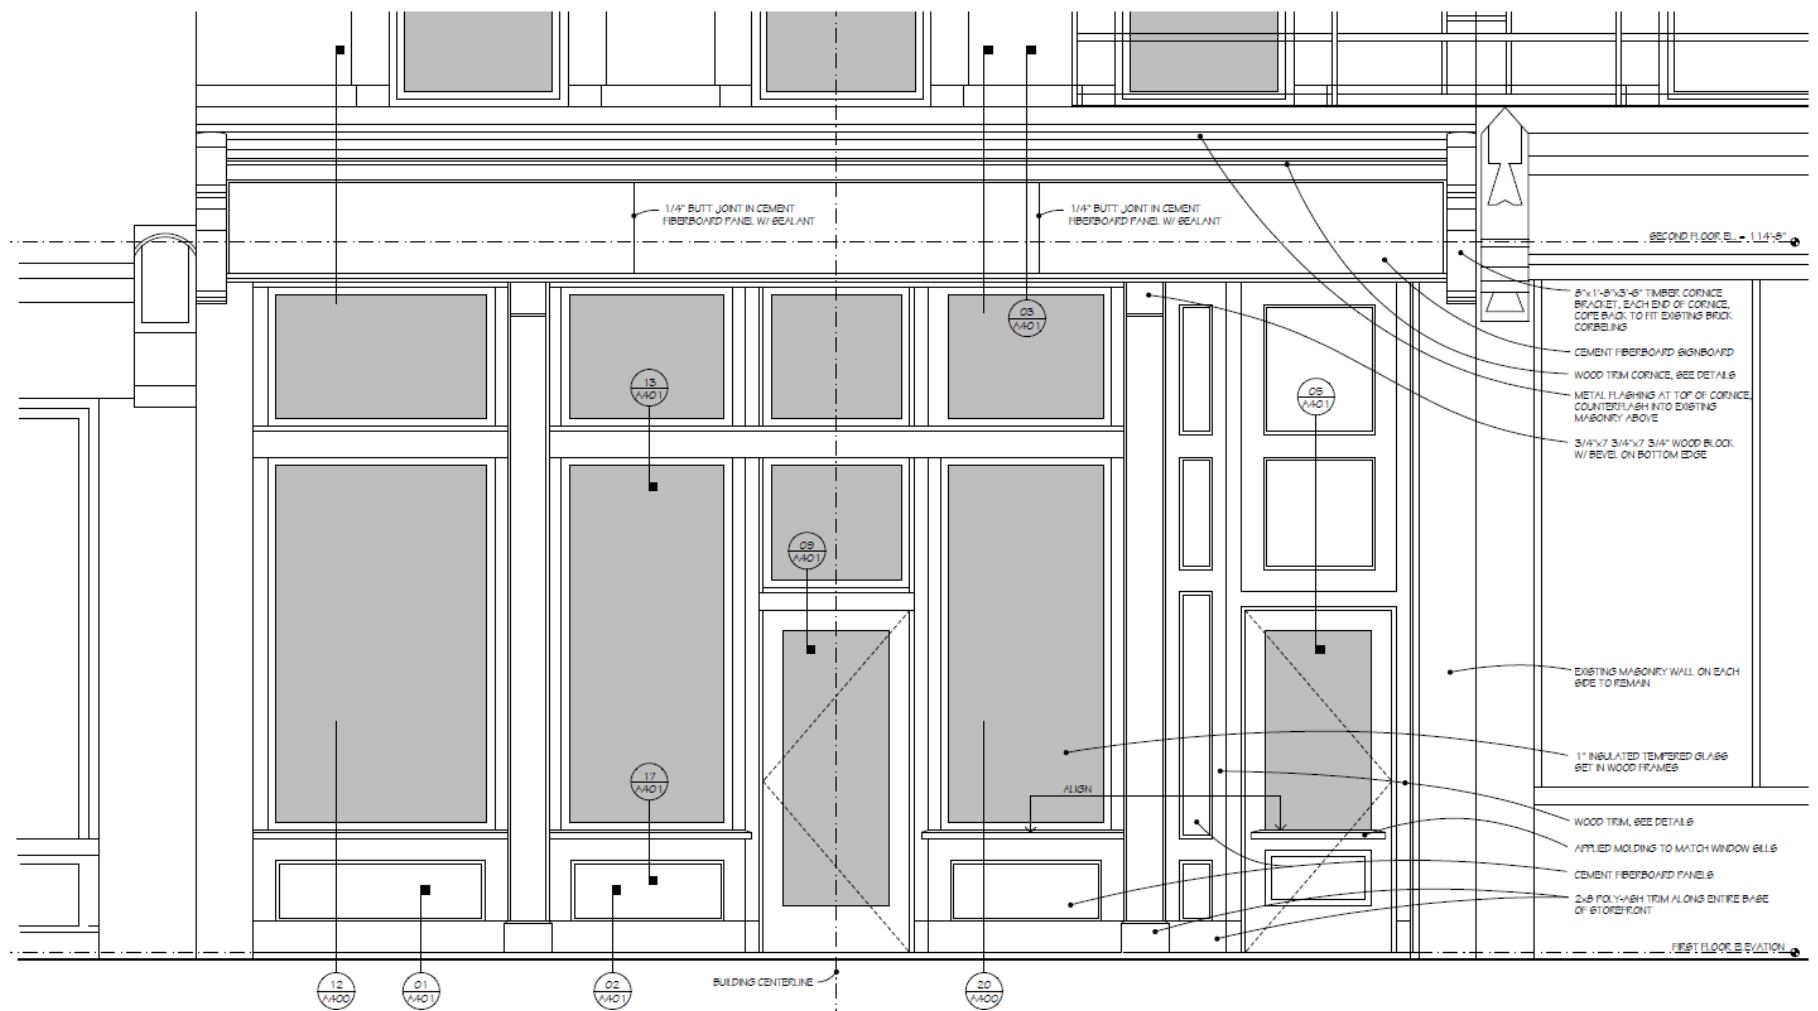 1/4" BUTT JOINT IN CEMENT
FIBERBOARD PANEL W/ SEALANT
1/4" BUTT JOINT IN CEMENT
FIBERBOARD PANEL W/ SEALANT
SECOND FLOOR EL. = 114'-8"
8"x1'-8"x3'-6" TIMBER CORNICE
BRACKET, EACH END OF CORNICE,
COPE BACK TO FIT EXISTING BRICK
CORBELING
CEMENT FIBERBOARD SIGNBOARD
WOOD TRIM CORNICE, SEE DETAILS
METAL FLASHING AT TOP OF CORNICE,
COUNTERFLASH INTO EXISTING
MASONRY ABOVE
3/4"x7 3/4"x7 3/4" WOOD BLOCK
W/ BEVEL ON BOTTOM EDGE
03
A401
13
A401
05
A401
09
A401
EXISTING MASONRY WALL ON EACH
SIDE TO REMAIN
1" INSULATED TEMPERED GLASS
SET IN WOOD FRAMES
17
A401
ALIGN
WOOD TRIM, SEE DETAILS
APPLIED MOLDING TO MATCH WINDOW SILLS
CEMENT FIBERBOARD PANELS
2x8 POLY-ASH TRIM ALONG ENTIRE BASE
OF STOREFRONT
FIRST FLOOR ELEVATION
12
A400
01
A401
02
A401
BUILDING CENTERLINE
20
A400